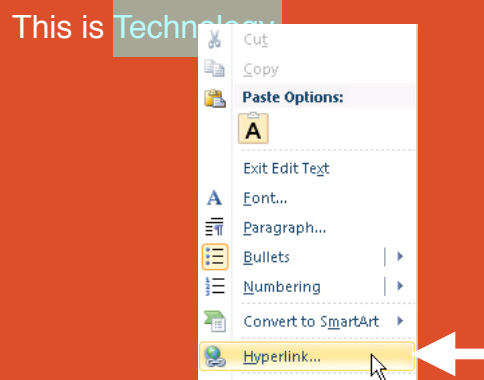 This is Technology
Cut
Copy
Paste Options:
A
Exit Edit Text
A Font...
Paragraph...
Bullets
Numbering
Convert to SmartArt
Hyperlink...